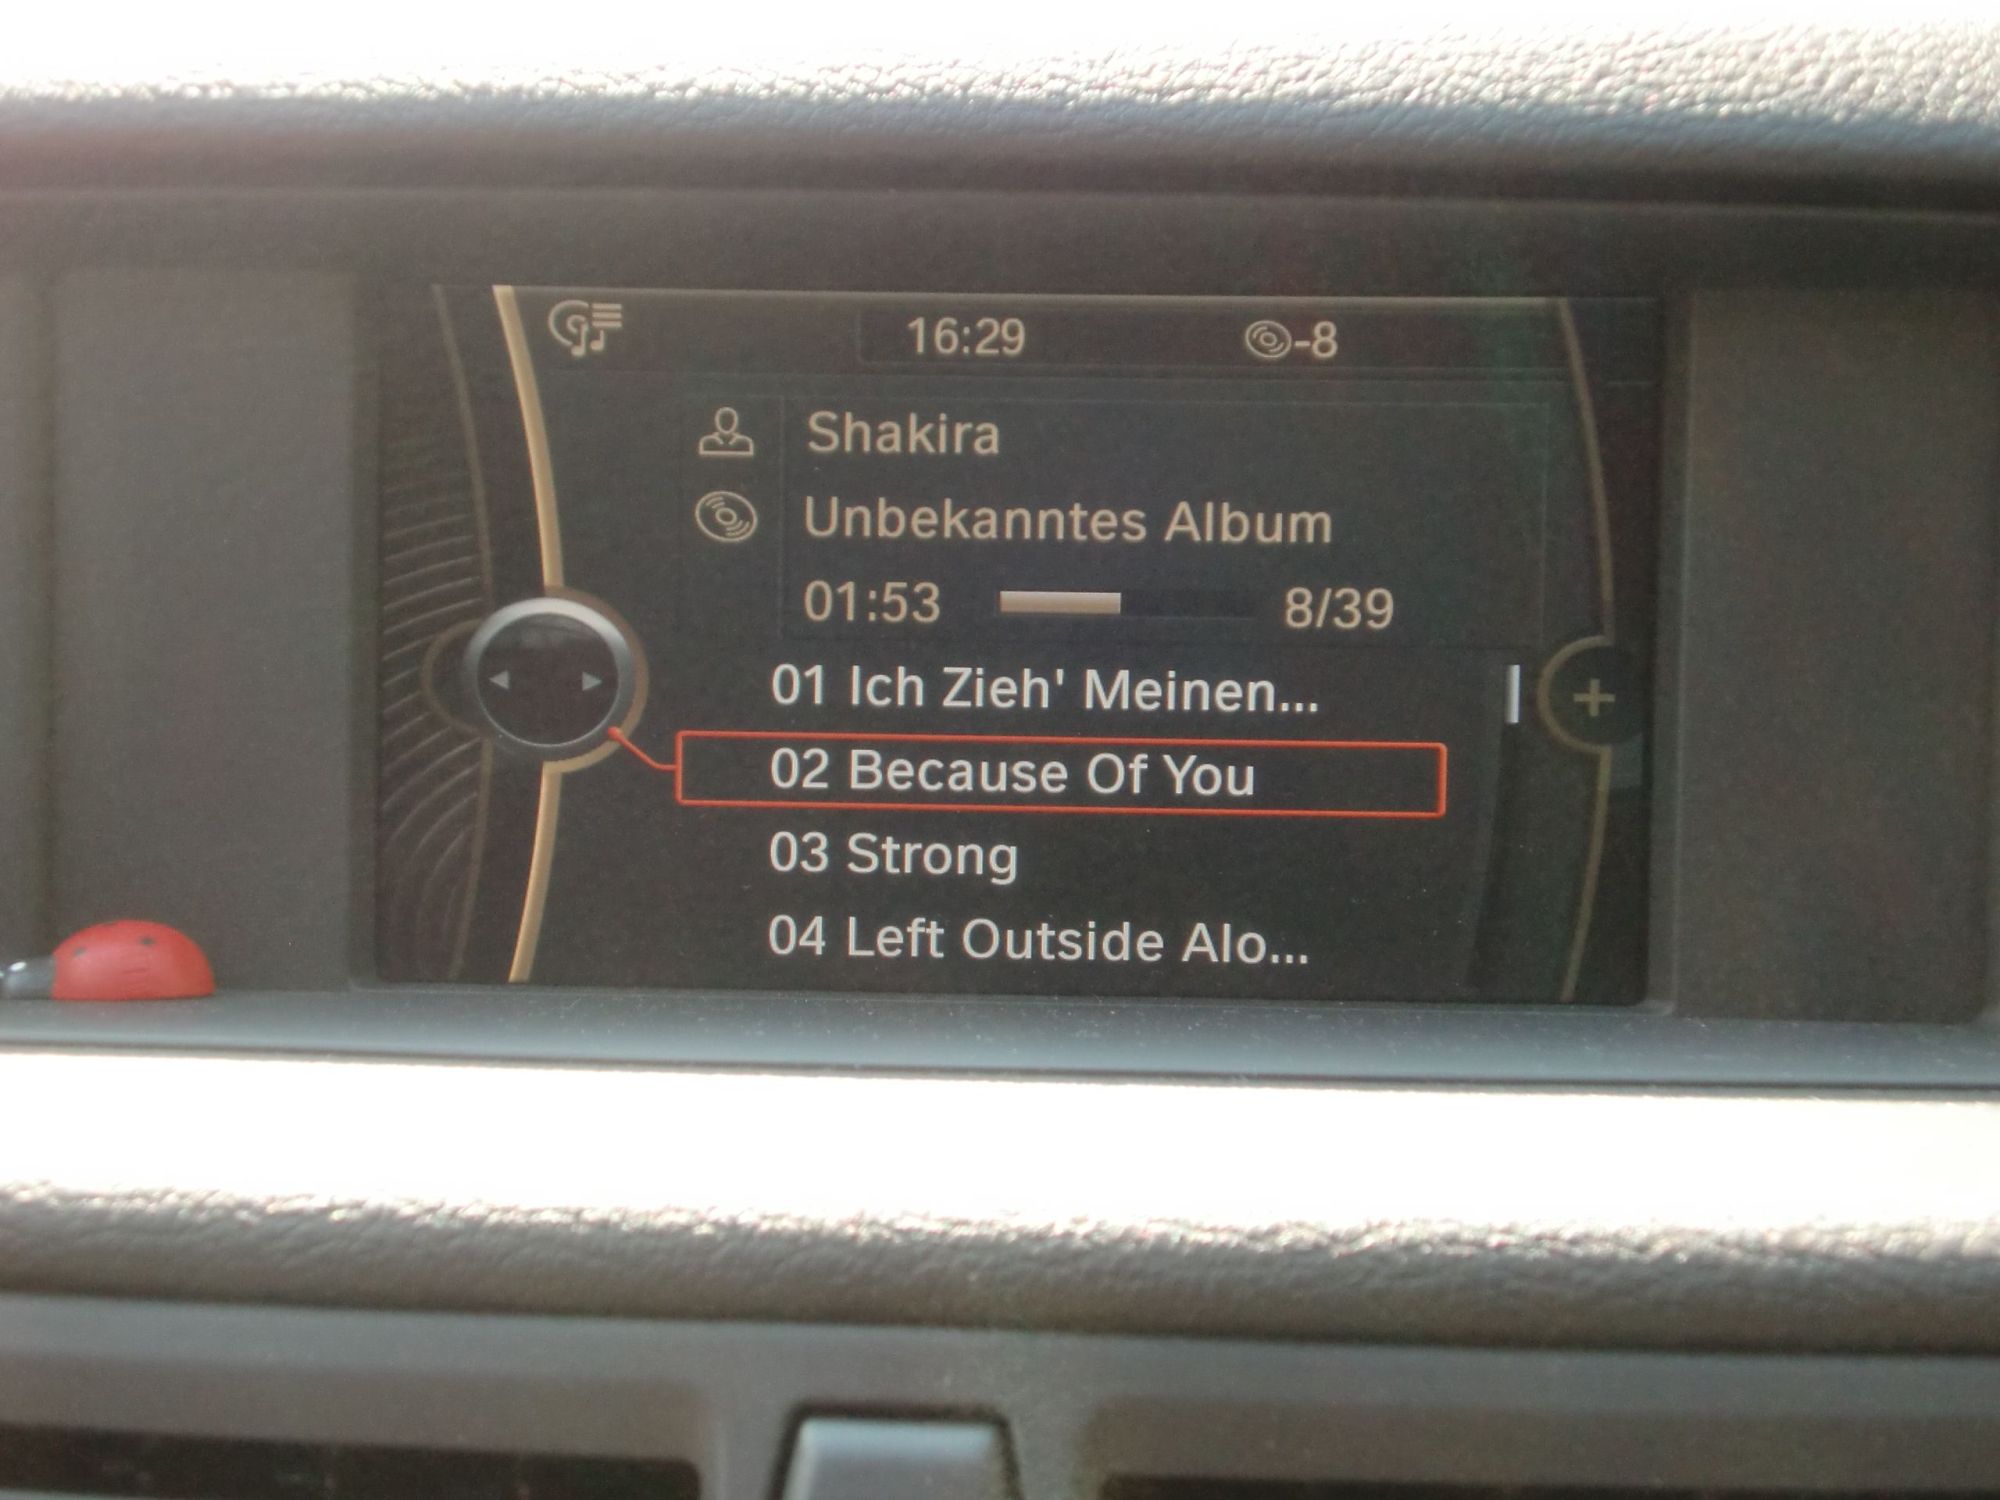 16:29 -8
Shakira
Unbekanntes Album
01:53 8/39
01 Ich Zieh' Meinen...
02 Because Of You
03 Strong
04 Left Outside Alo...